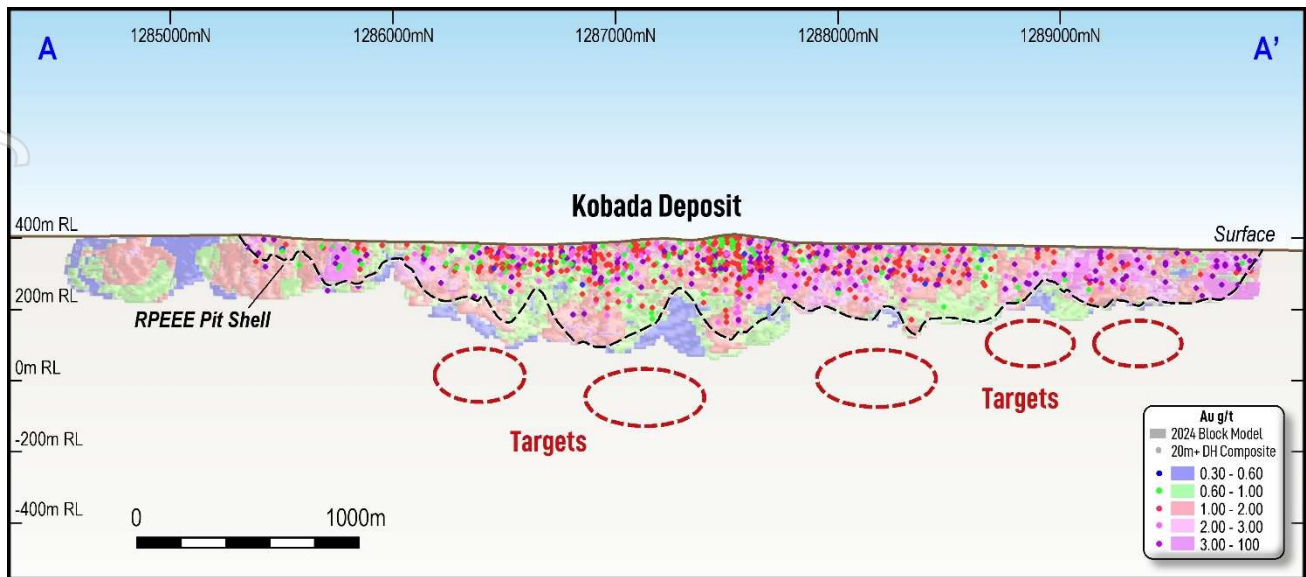 1285000mN
1286000mN
1287000mN
1288000mN
1289000mN
A
A’
Kobada Deposit
400m RL
Surface
200m RL
RPEEE Pit Shell
0m RL
Targets
Targets
-200m RL
-400m RL
0
1000m
Au g/t
2024 Block Model
20m+ DH Composite
0.30 - 0.60
0.60 - 1.00
1.00 - 2.00
2.00 - 3.00
3.00 - 100